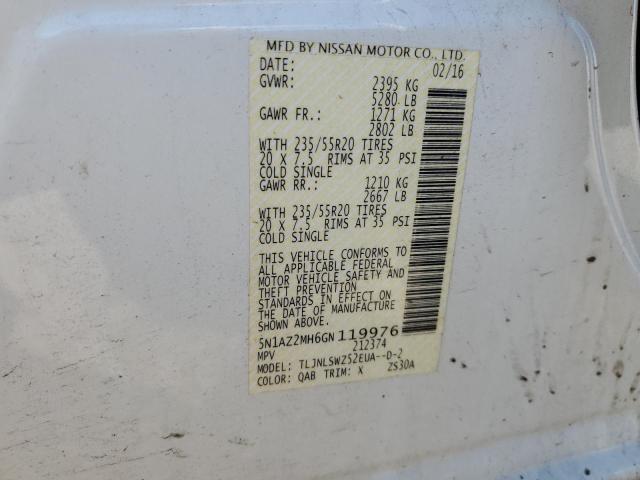 MFD BY NISSAN MOTOR CO., LTD.
DATE: 02/16
GVWR: 2395 KG
5280 LB
GAWR FR.: 1271 KG
2802 LB
WITH 235/55R20 TIRES
20 X 7.5 RIMS AT 35 PSI
COLD SINGLE
GAWR RR.: 1210 KG
2667 LB
WITH 235/55R20 TIRES
20 X 7.5 RIMS AT 35 PSI
COLD SINGLE
THIS VEHICLE CONFORMS TO
ALL APPLICABLE FEDERAL
MOTOR VEHICLE SAFETY AND
THEFT PREVENTION
STANDARDS IN EFFECT ON
THE DATE OF MANUFACTURE
SHOWN ABOVE.
5N1AZ2MH6GN119976
MPV 212374
MODEL: TLJNLSWZ52EUA--D-2
COLOR: QAB TRIM: X ZS30A